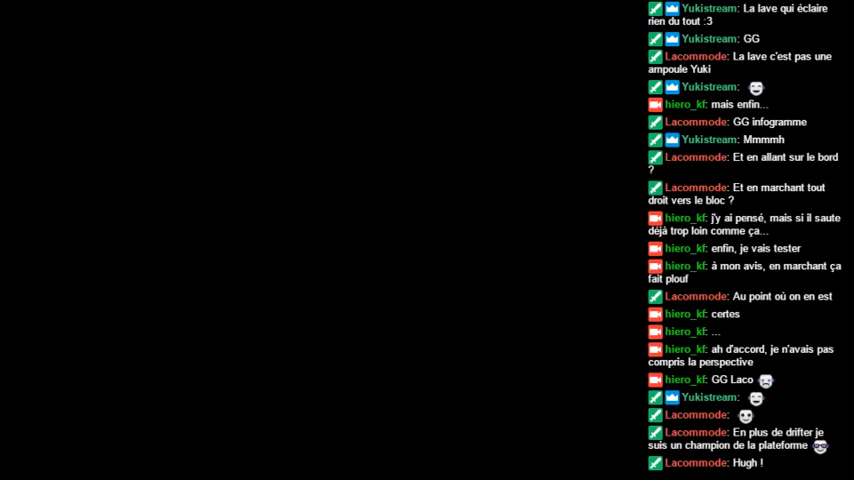 Yukistream: La lave qui éclaire
rien du tout :3
Yukistream: GG
Lacommode: La lave c'est pas une
ampoule Yuki
Yukistream:
hiero_kf: mais enfin...
Lacommode: GG infogramme
Yukistream: Mmmmh
Lacommode: Et en allant sur le bord
?
Lacommode: Et en marchant tout
droit vers le bloc ?
hiero_kf: j'y ai pensé, mais si il saute
déjà trop loin comme ça...
hiero_kf: enfin, je vais tester
hiero_kf: à mon avis, en marchant ça
fait plouf
Lacommode: Au point où on en est
hiero_kf: certes
hiero_kf: ...
hiero_kf: ah d'accord, je n'avais pas
compris la perspective
hiero_kf: GG Laco
Yukistream:
Lacommode:
Lacommode: En plus de drifter je
suis un champion de la plateforme
Lacommode: Hugh !